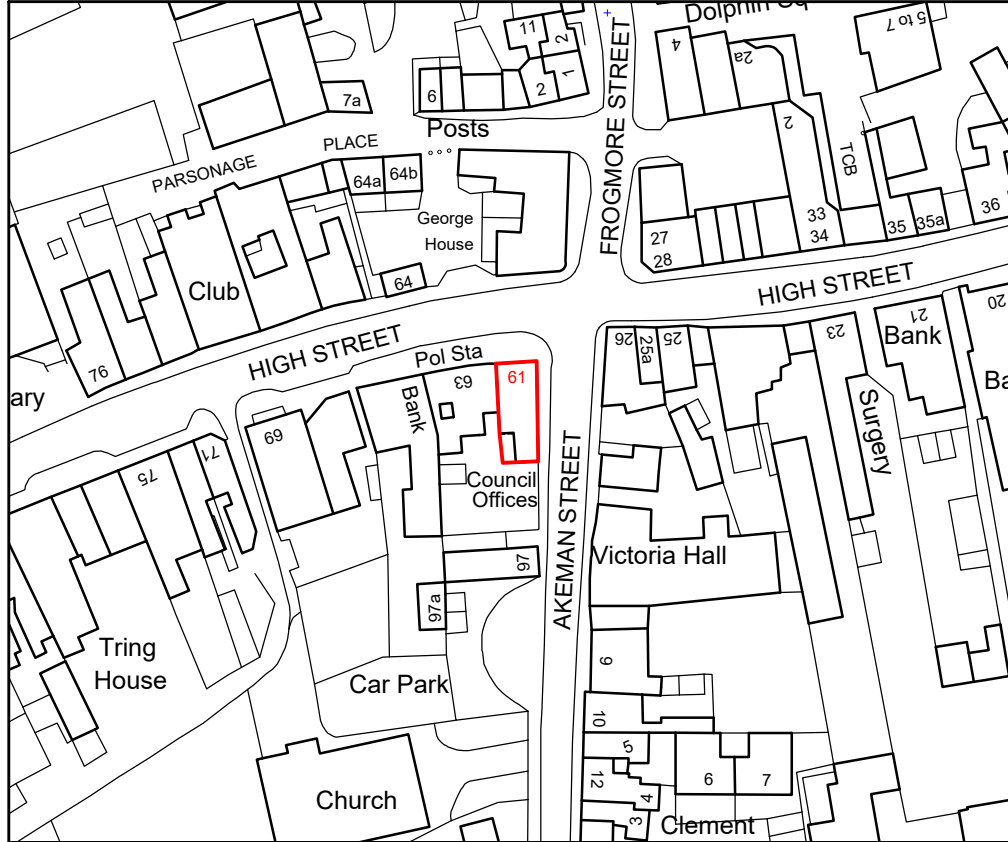 Dolphin Sq
5 to 7
11
2
4
2a
1
2
6
7a
FROGMORE STREET
Posts
PLACE
PARSONAGE
64a
64b
2
TCB
George
House
27
28
33
34
35
35a
36
64
Club
HIGH STREET
HIGH STREET
20
21
Bank
Ba
23
76
ary
Pol Sta
61
63
Bank
26
25a
25
69
71
75
Surgery
Council
Offices
AKEMAN STREET
Victoria Hall
97
97a
Tring
House
Car Park
9
10
5
12
4
3
6
7
Church
Clement